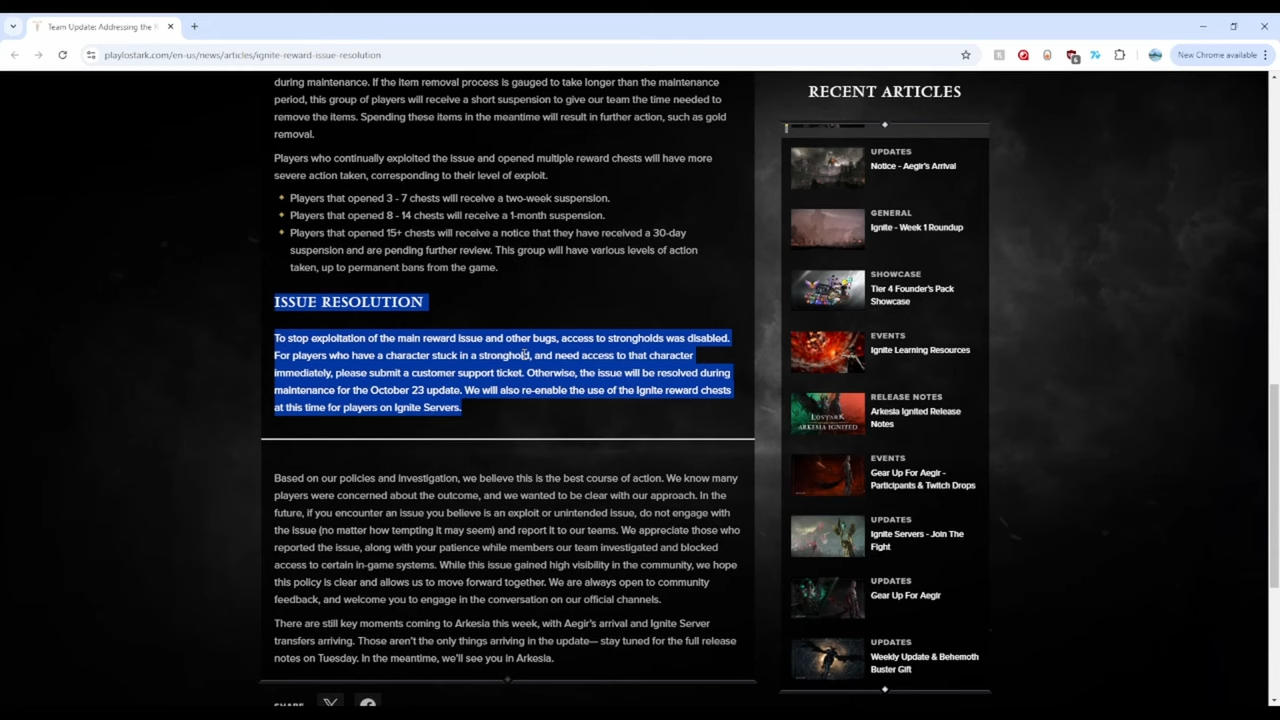 Team Update: Addressing the
playlostark.com/en-us/news/articles/ignite-reward-issue-resolution
New Chrome available
during maintenance. If the item removal process is gauged to take longer than the maintenance
period, this group of players will receive a short suspension to give our team the time needed to
remove the items. Spending these items in the meantime will result in further action, such as gold
removal.
Players who continually exploited the issue and opened multiple reward chests will have more
severe action taken, corresponding to their level of exploit.
Players that opened 3 - 7 chests will receive a two-week suspension.
Players that opened 8 - 14 chests will receive a 1-month suspension.
Players that opened 15+ chests will receive a notice that they have received a 30-day
suspension and are pending further review. This group will have various levels of action
taken, up to permanent bans from the game.
ISSUE RESOLUTION
To stop exploitation of the main reward issue and other bugs, access to strongholds was disabled.
For players who have a character stuck in a stronghold, and need access to that character
immediately, please submit a customer support ticket. Otherwise, the issue will be resolved during
maintenance for the October 23 update. We will also re-enable the use of the Ignite reward chests
at this time for players on Ignite Servers.
Based on our policies and investigation, we believe this is the best course of action. We know many
players were concerned about the outcome, and we wanted to be clear with our approach. In the
future, if you encounter an issue you believe is an exploit or unintended issue, do not engage with
the issue (no matter how tempting it may seem) and report it to our teams. We appreciate those who
reported the issue, along with your patience while members our team investigated and blocked
access to certain in-game systems. While this issue gained high visibility in the community, we hope
this policy is clear and allows us to move forward together. We are always open to community
feedback, and welcome you to engage in the conversation on our official channels.
There are still key moments coming to Arkesia this week, with Aegir's arrival and Ignite Server
transfers arriving. Those aren't the only things arriving in the update— stay tuned for the full release
notes on Tuesday. In the meantime, we'll see you in Arkesia.
SHARE
RECENT ARTICLES
UPDATES
Notice - Aegir's Arrival
GENERAL
Ignite - Week 1 Roundup
SHOWCASE
Tier 4 Founder's Pack
Showcase
EVENTS
Ignite Learning Resources
RELEASE NOTES
Arkesia Ignited Release
Notes
LOST ARK
ARKESIA IGNITED
EVENTS
Gear Up For Aegir -
Participants & Twitch Drops
UPDATES
Ignite Servers - Join The
Fight
UPDATES
Gear Up For Aegir
UPDATES
Weekly Update & Behemoth
Buster Gift